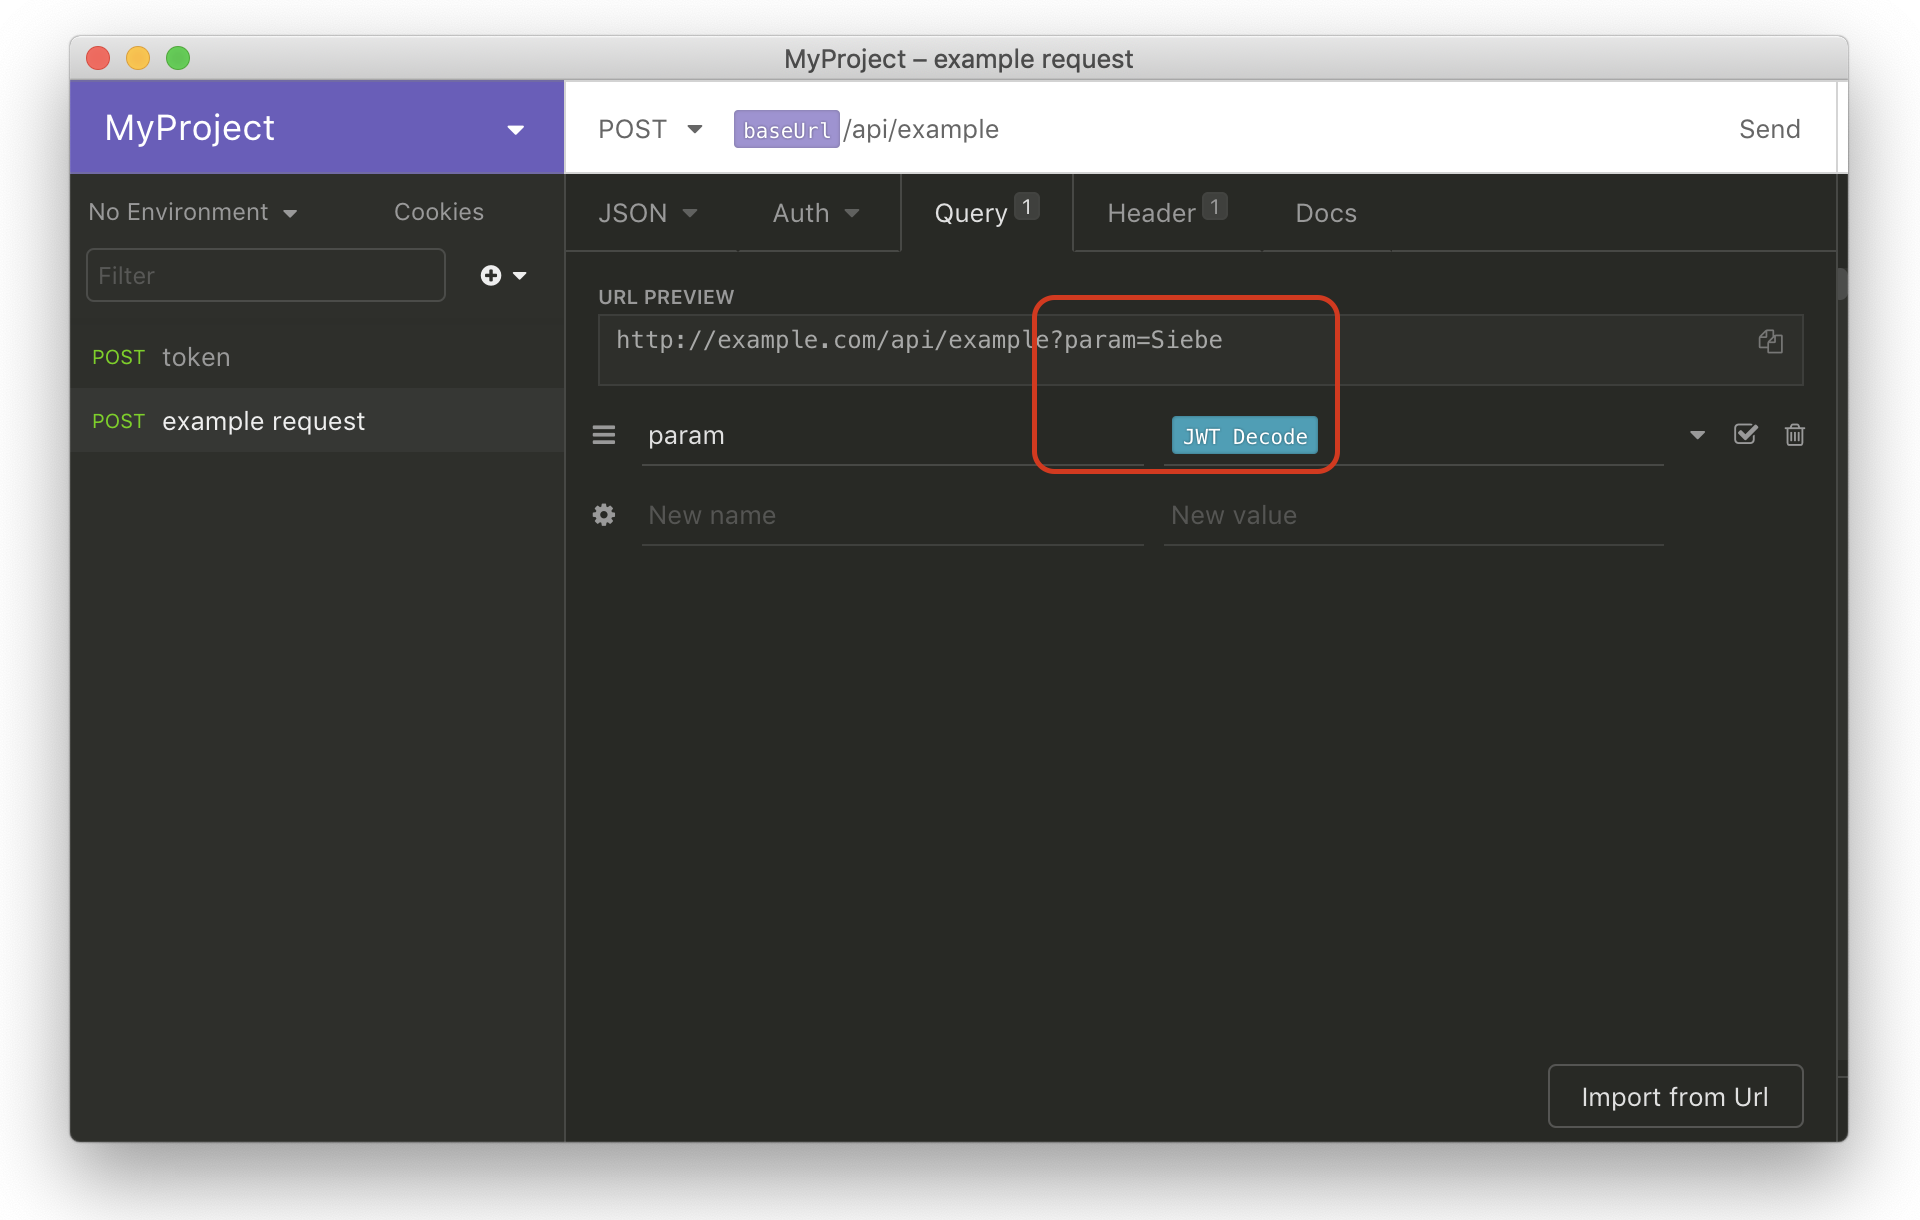 MyProject – example request
MyProject
POST baseUrl/api/example Send
No Environment Cookies
JSON Auth Query 1 Header 1 Docs
Filter
URL PREVIEW
http://example.com/api/example?param=Siebe
POST token
POST example request
param JWT Decode
New name New value
Import from Url